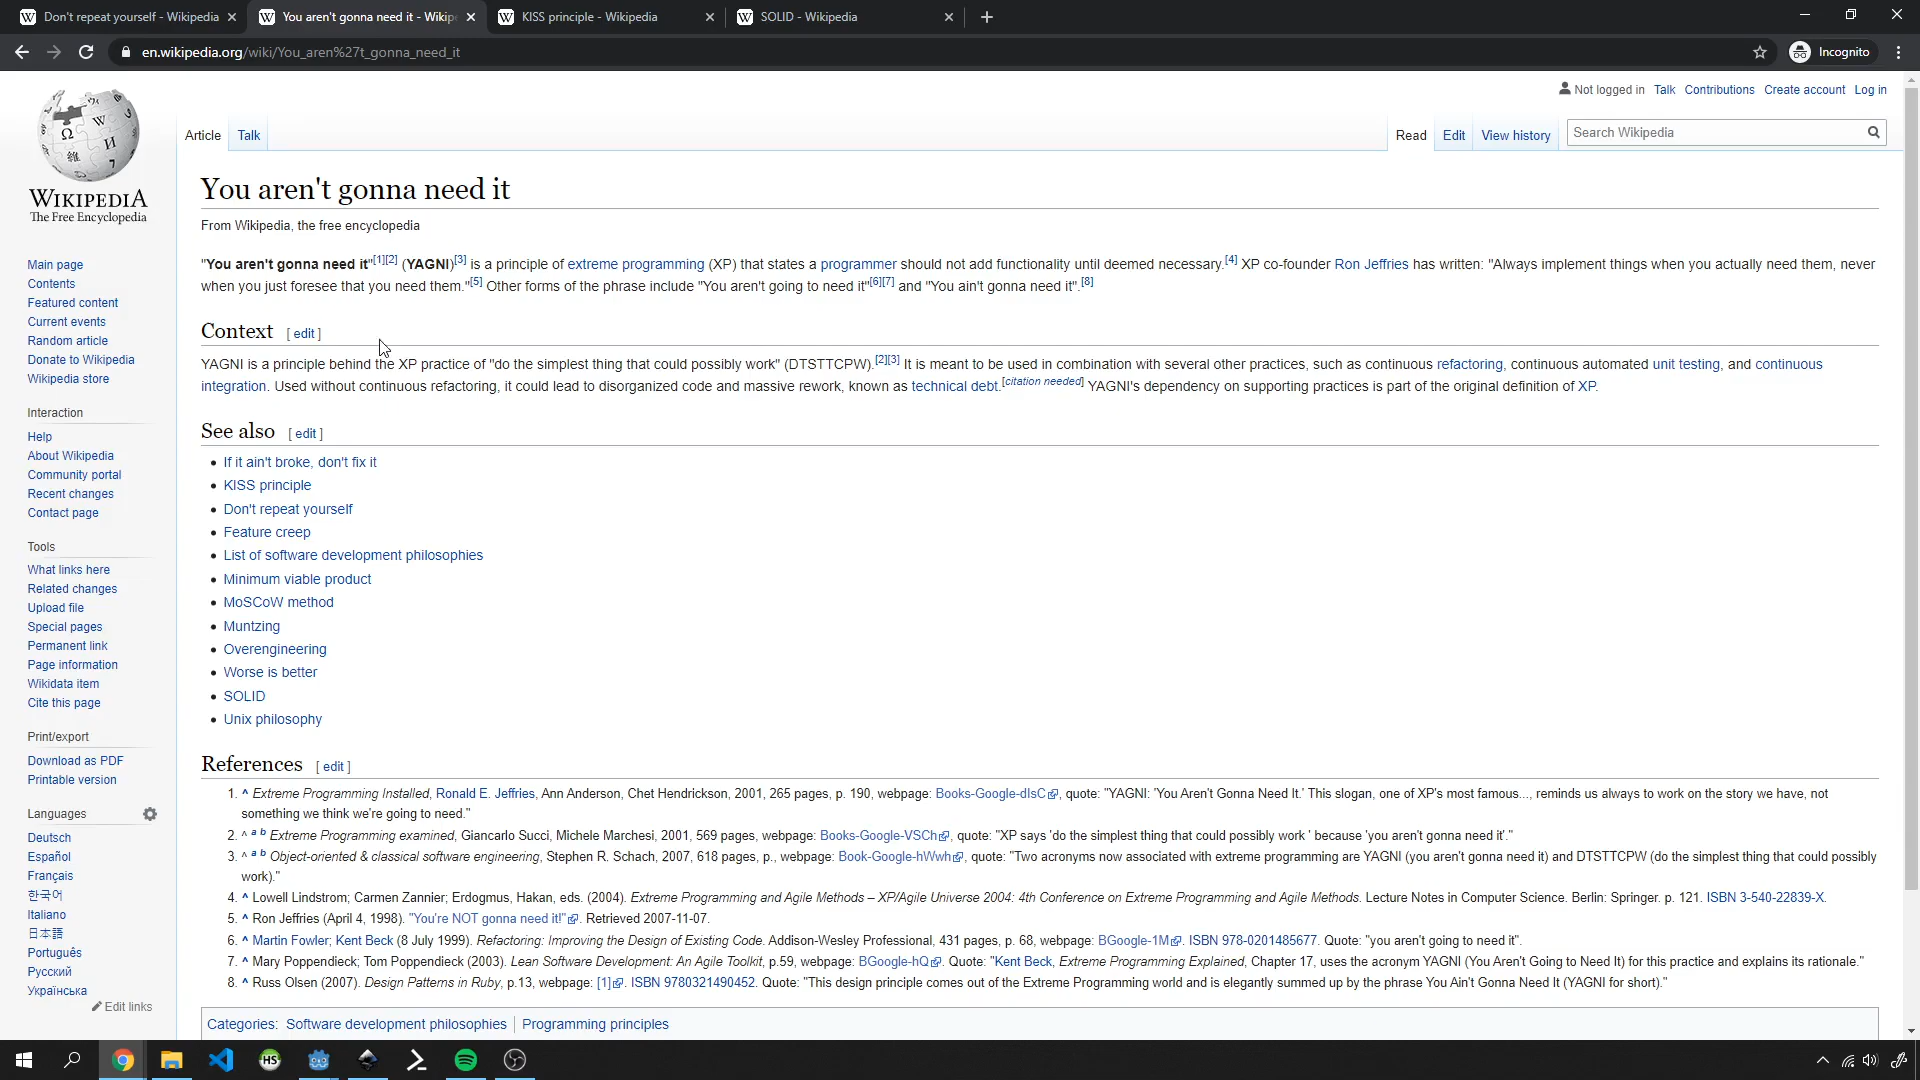 Don't repeat yourself - Wikipedia
You aren't gonna need it - Wikip
KISS principle - Wikipedia
SOLID - Wikipedia
en.wikipedia.org/wiki/You_aren%27t_gonna_need_it
Incognito
Not logged in Talk Contributions Create account Log in
Article Talk Read Edit View history Search Wikipedia
WIKIPEDIA
The Free Encyclopedia
Main page
Contents
Featured content
Current events
Random article
Donate to Wikipedia
Wikipedia store
Interaction
Help
About Wikipedia
Community portal
Recent changes
Contact page
Tools
What links here
Related changes
Upload file
Special pages
Permanent link
Page information
Wikidata item
Cite this page
Print/export
Download as PDF
Printable version
Languages
Deutsch
Español
Français
한국어
Italiano
日本語
Português
Русский
Українська
Edit links
You aren't gonna need it
From Wikipedia, the free encyclopedia
"You aren't gonna need it"[1][2] (YAGNI)[3] is a principle of extreme programming (XP) that states a programmer should not add functionality until deemed necessary.[4] XP co-founder Ron Jeffries has written: "Always implement things when you actually need them, never
when you just foresee that you need them."[5] Other forms of the phrase include "You aren't going to need it"[6][7] and "You ain't gonna need it".[8]
Context [ edit ]
YAGNI is a principle behind the XP practice of "do the simplest thing that could possibly work" (DTSTTCPW).[2][3] It is meant to be used in combination with several other practices, such as continuous refactoring, continuous automated unit testing, and continuous
integration. Used without continuous refactoring, it could lead to disorganized code and massive rework, known as technical debt.[citation needed] YAGNI's dependency on supporting practices is part of the original definition of XP.
See also [ edit ]
If it ain't broke, don't fix it
KISS principle
Don't repeat yourself
Feature creep
List of software development philosophies
Minimum viable product
MoSCoW method
Muntzing
Overengineering
Worse is better
SOLID
Unix philosophy
References [ edit ]
1. ^ Extreme Programming Installed, Ronald E. Jeffries, Ann Anderson, Chet Hendrickson, 2001, 265 pages, p. 190, webpage: Books-Google-dIsC, quote: "YAGNI: 'You Aren't Gonna Need It.' This slogan, one of XP's most famous..., reminds us always to work on the story we have, not
something we think we're going to need."
2. ^ a b Extreme Programming examined, Giancarlo Succi, Michele Marchesi, 2001, 569 pages, webpage: Books-Google-VSCh, quote: "XP says 'do the simplest thing that could possibly work ' because 'you aren't gonna need it'."
3. ^ a b Object-oriented & classical software engineering, Stephen R. Schach, 2007, 618 pages, p., webpage: Book-Google-hWwh, quote: "Two acronyms now associated with extreme programming are YAGNI (you aren't gonna need it) and DTSTTCPW (do the simplest thing that could possibly
work)."
4. ^ Lowell Lindstrom; Carmen Zannier; Erdogmus, Hakan, eds. (2004). Extreme Programming and Agile Methods – XP/Agile Universe 2004: 4th Conference on Extreme Programming and Agile Methods. Lecture Notes in Computer Science. Berlin: Springer. p. 121. ISBN 3-540-22839-X.
5. ^ Ron Jeffries (April 4, 1998). "You're NOT gonna need it!". Retrieved 2007-11-07.
6. ^ Martin Fowler; Kent Beck (8 July 1999). Refactoring: Improving the Design of Existing Code. Addison-Wesley Professional, 431 pages, p. 68, webpage: BGoogle-1M. ISBN 978-0201485677. Quote: "you aren't going to need it".
7. ^ Mary Poppendieck; Tom Poppendieck (2003). Lean Software Development: An Agile Toolkit, p.59, webpage: BGoogle-hQ. Quote: "Kent Beck, Extreme Programming Explained, Chapter 17, uses the acronym YAGNI (You Aren't Going to Need It) for this practice and explains its rationale."
8. ^ Russ Olsen (2007). Design Patterns in Ruby, p.13, webpage: [1]. ISBN 9780321490452. Quote: "This design principle comes out of the Extreme Programming world and is elegantly summed up by the phrase You Ain't Gonna Need It (YAGNI for short)."
Categories: Software development philosophies | Programming principles
HS